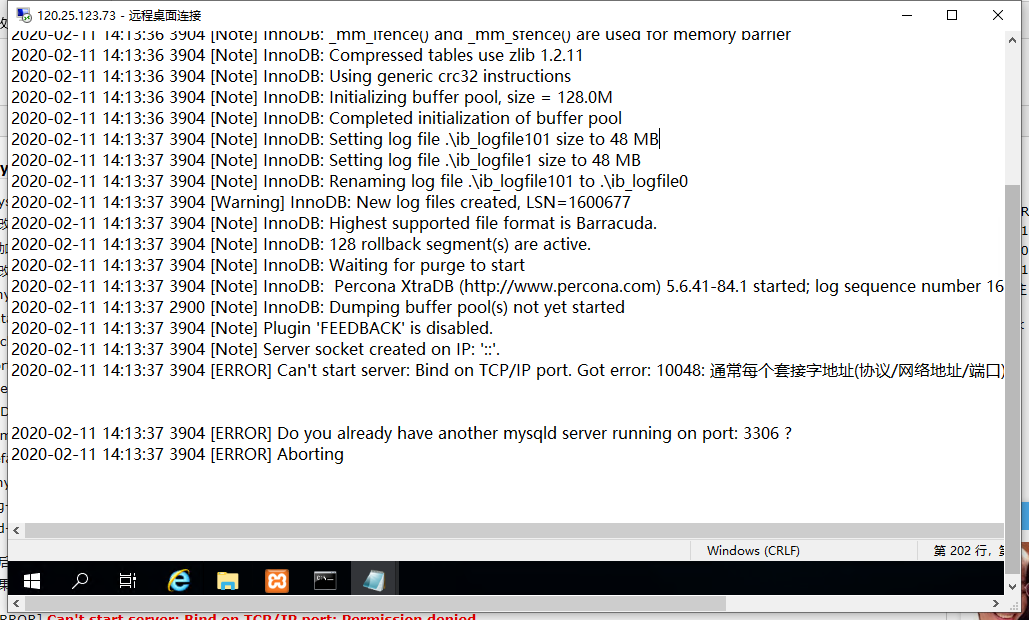 120.25.123.73 - 远程桌面连接
2020-02-11 14:13:36 3904 [Note] InnoDB: _mm_lfence() and _mm_sfence() are used for memory barrier
2020-02-11 14:13:36 3904 [Note] InnoDB: Compressed tables use zlib 1.2.11
2020-02-11 14:13:36 3904 [Note] InnoDB: Using generic crc32 instructions
2020-02-11 14:13:36 3904 [Note] InnoDB: Initializing buffer pool, size = 128.0M
2020-02-11 14:13:36 3904 [Note] InnoDB: Completed initialization of buffer pool
2020-02-11 14:13:37 3904 [Note] InnoDB: Setting log file .\ib_logfile101 size to 48 MB
2020-02-11 14:13:37 3904 [Note] InnoDB: Setting log file .\ib_logfile1 size to 48 MB
2020-02-11 14:13:37 3904 [Note] InnoDB: Renaming log file .\ib_logfile101 to .\ib_logfile0
2020-02-11 14:13:37 3904 [Warning] InnoDB: New log files created, LSN=1600677
2020-02-11 14:13:37 3904 [Note] InnoDB: Highest supported file format is Barracuda.
2020-02-11 14:13:37 3904 [Note] InnoDB: 128 rollback segment(s) are active.
2020-02-11 14:13:37 3904 [Note] InnoDB: Waiting for purge to start
2020-02-11 14:13:37 3904 [Note] InnoDB:  Percona XtraDB (http://www.percona.com) 5.6.41-84.1 started; log sequence number 16
2020-02-11 14:13:37 2900 [Note] InnoDB: Dumping buffer pool(s) not yet started
2020-02-11 14:13:37 3904 [Note] Plugin 'FEEDBACK' is disabled.
2020-02-11 14:13:37 3904 [Note] Server socket created on IP: '::'.
2020-02-11 14:13:37 3904 [ERROR] Can't start server: Bind on TCP/IP port. Got error: 10048: 通常每个套接字地址(协议/网络地址/端口)
2020-02-11 14:13:37 3904 [ERROR] Do you already have another mysqld server running on port: 3306 ?
2020-02-11 14:13:37 3904 [ERROR] Aborting
Windows (CRLF)
第 202 行，
RROR] Can't start server: Bind on TCP/IP port: Permission denied